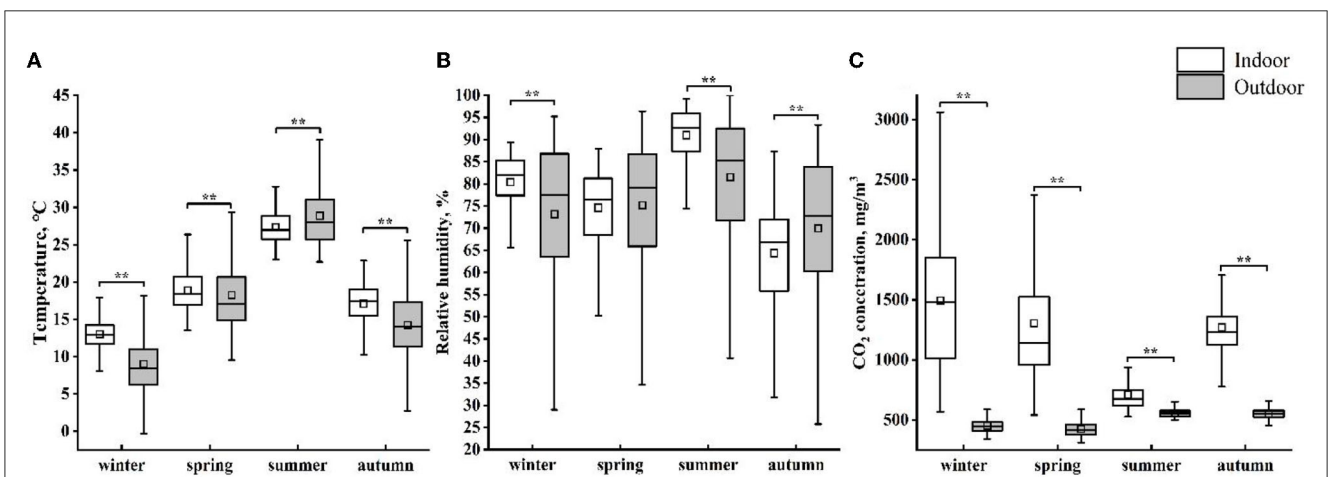 A
B
C
Indoor
Outdoor
Temperature, °C
45
40
35
30
25
20
15
10
5
0
**
**
**
**
winter
spring
summer
autumn
Relative humidity, %
100
95
90
85
80
75
70
65
60
55
50
45
40
35
30
25
20
**
**
**
winter
spring
summer
autumn
CO₂ concctration, mg/m³
3000
2500
2000
1500
1000
500
**
**
**
**
winter
spring
summer
autumn